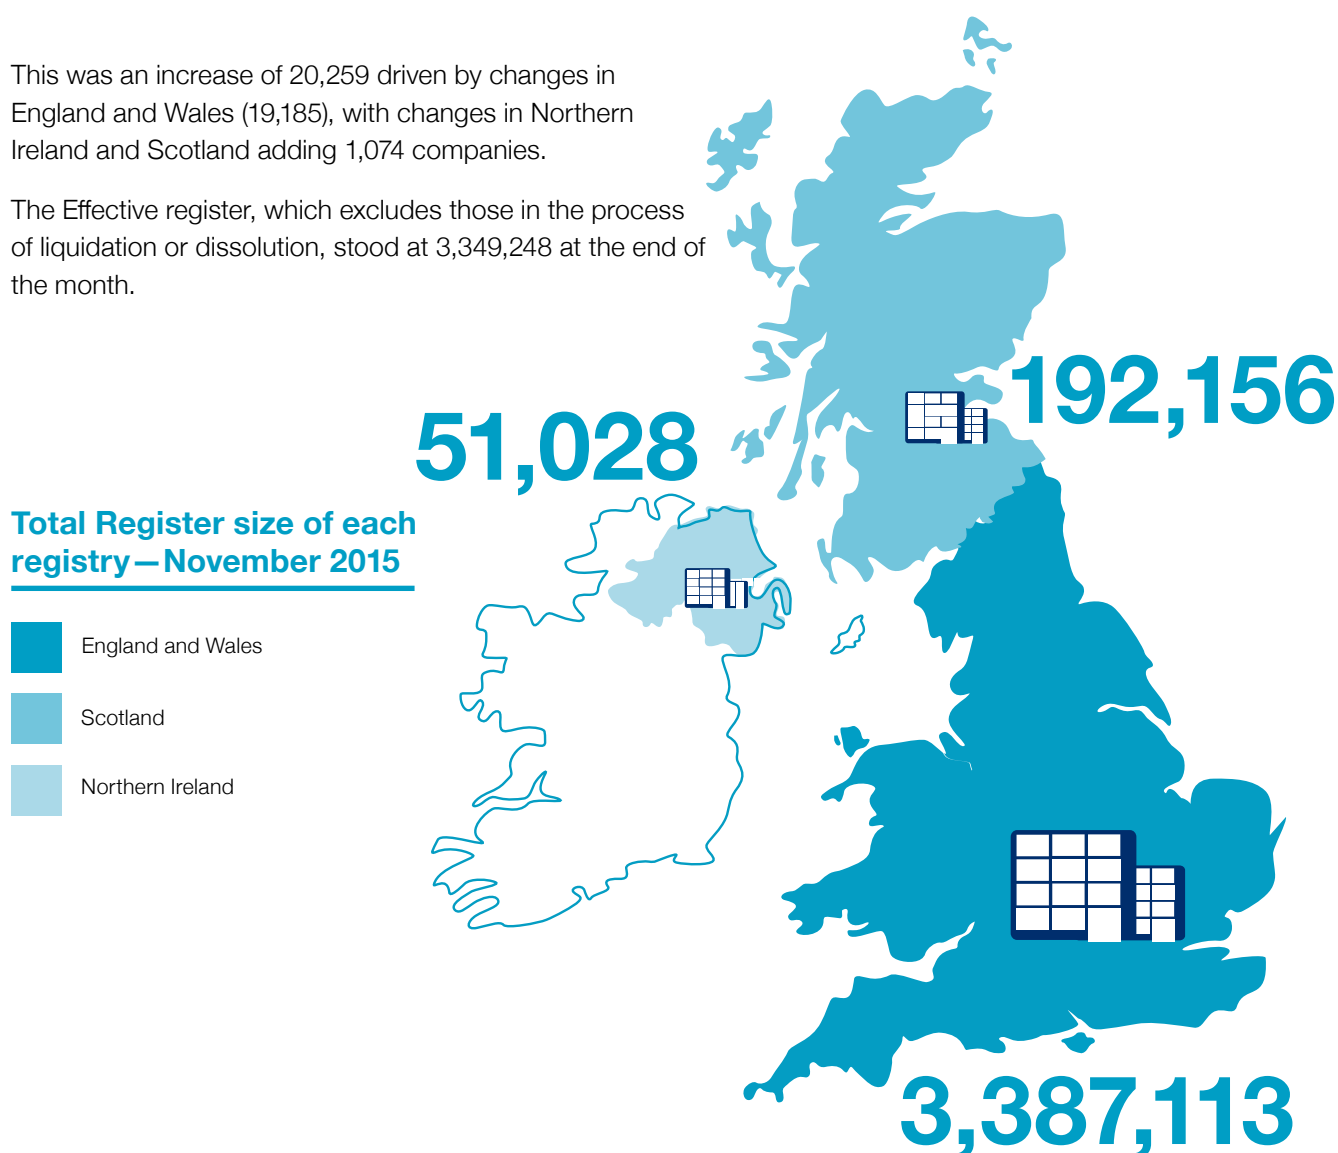 This was an increase of 20,259 driven by changes in
England and Wales (19,185), with changes in Northern
Ireland and Scotland adding 1,074 companies.
The Effective register, which excludes those in the process
of liquidation or dissolution, stood at 3,349,248 at the end of
the month.
192,156
51,028
Total Register size of each
registry—November 2015
England and Wales
Scotland
Northern Ireland
3,387,113